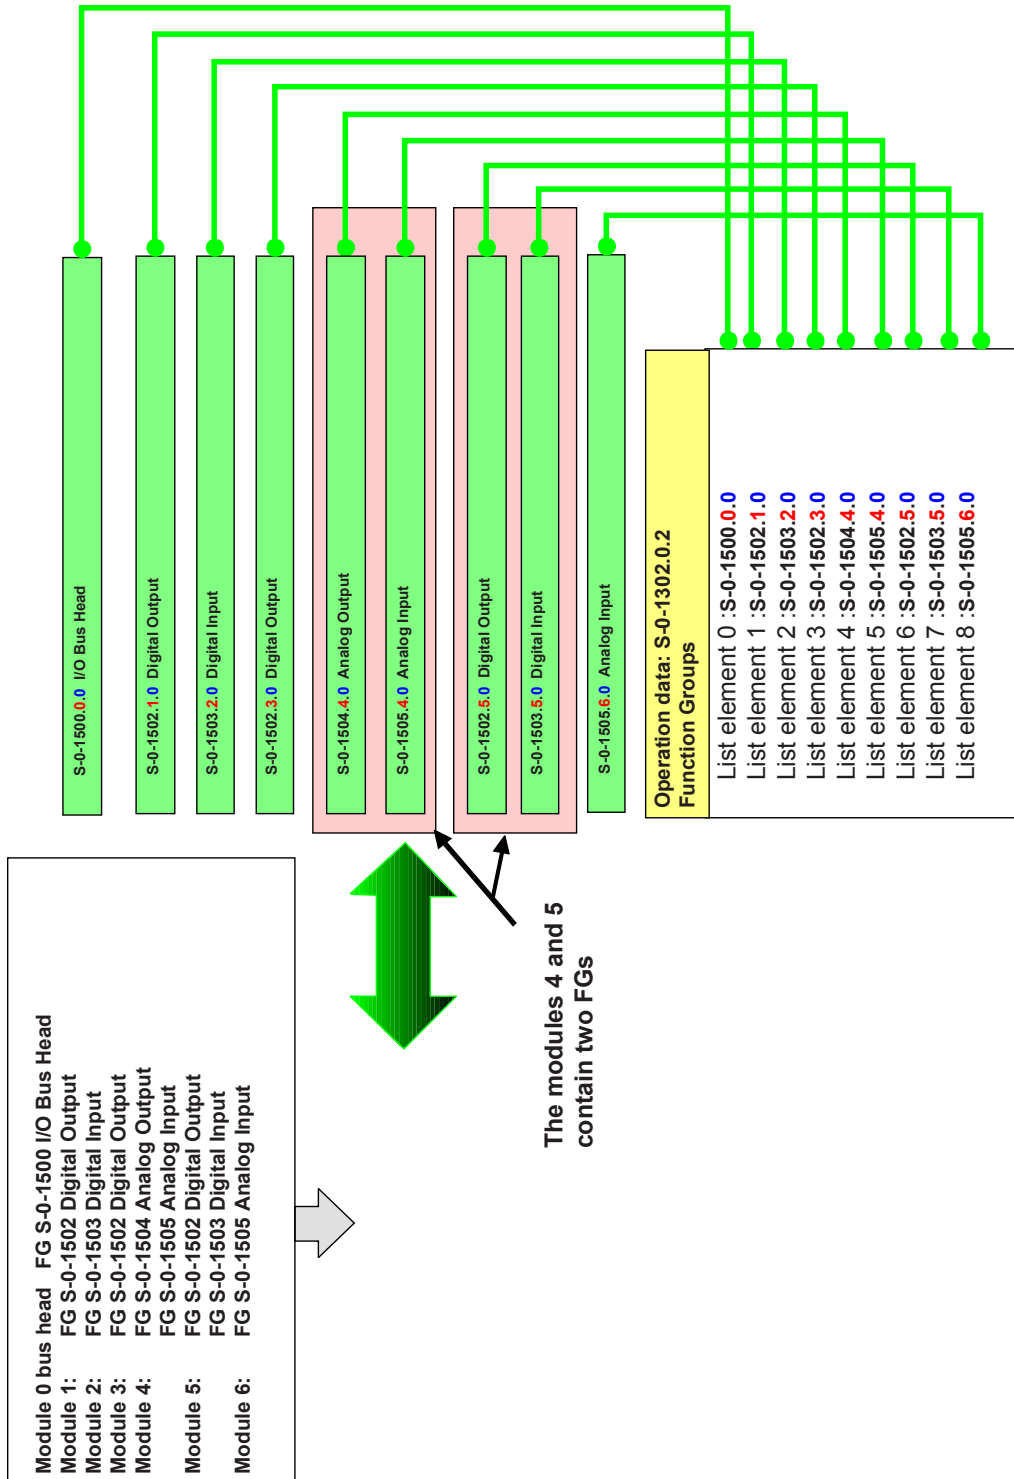 Module 0 bus head FG S-0-1500 I/O Bus Head
Module 1: FG S-0-1502 Digital Output
Module 2: FG S-0-1503 Digital Input
Module 3: FG S-0-1502 Digital Output
Module 4: FG S-0-1504 Analog Output
FG S-0-1505 Analog Input
Module 5: FG S-0-1502 Digital Output
FG S-0-1503 Digital Input
Module 6: FG S-0-1505 Analog Input
S-0-1500.0.0 I/O Bus Head
S-0-1502.1.0 Digital Output
S-0-1503.2.0 Digital Input
S-0-1502.3.0 Digital Output
S-0-1504.4.0 Analog Output
S-0-1505.4.0 Analog Input
S-0-1502.5.0 Digital Output
S-0-1503.5.0 Digital Input
S-0-1505.6.0 Analog Input
The modules 4 and 5
contain two FGs
Operation data: S-0-1302.0.2
Function Groups
List element 0 :S-0-1500.0.0
List element 1 :S-0-1502.1.0
List element 2 :S-0-1503.2.0
List element 3 :S-0-1502.3.0
List element 4 :S-0-1504.4.0
List element 5 :S-0-1505.4.0
List element 6 :S-0-1502.5.0
List element 7 :S-0-1503.5.0
List element 8 :S-0-1505.6.0